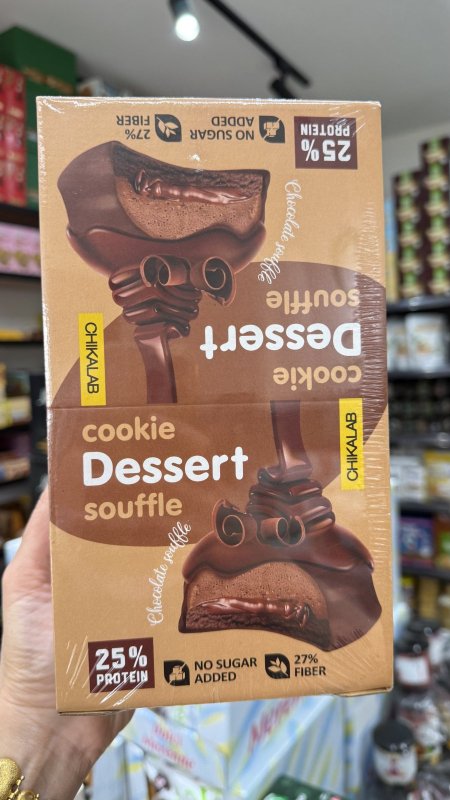 27%
FIBER
NO SUGAR
ADDED
25%
PROTEIN
Chocolate souffle
cookie
Dessert
souffle
CHIKALAB
CHIKALAB
cookie
Dessert
souffle
Chocolate souffle
25%
PROTEIN
NO SUGAR
ADDED
27%
FIBER